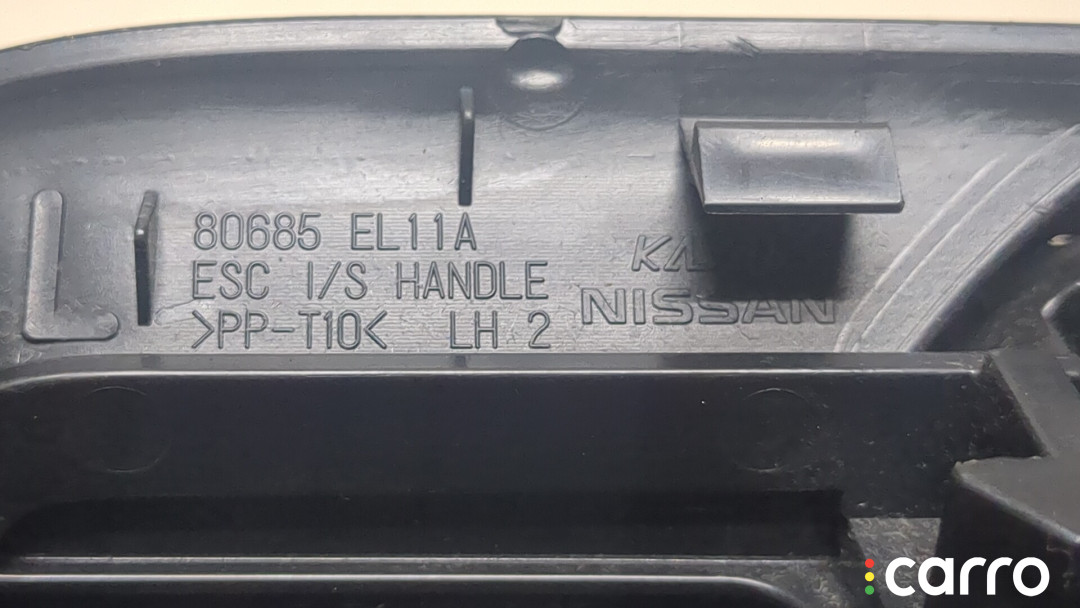 L
80685 EL11A
ESC I/S HANDLE
>PP-T10< LH 2
NISSAN
carro